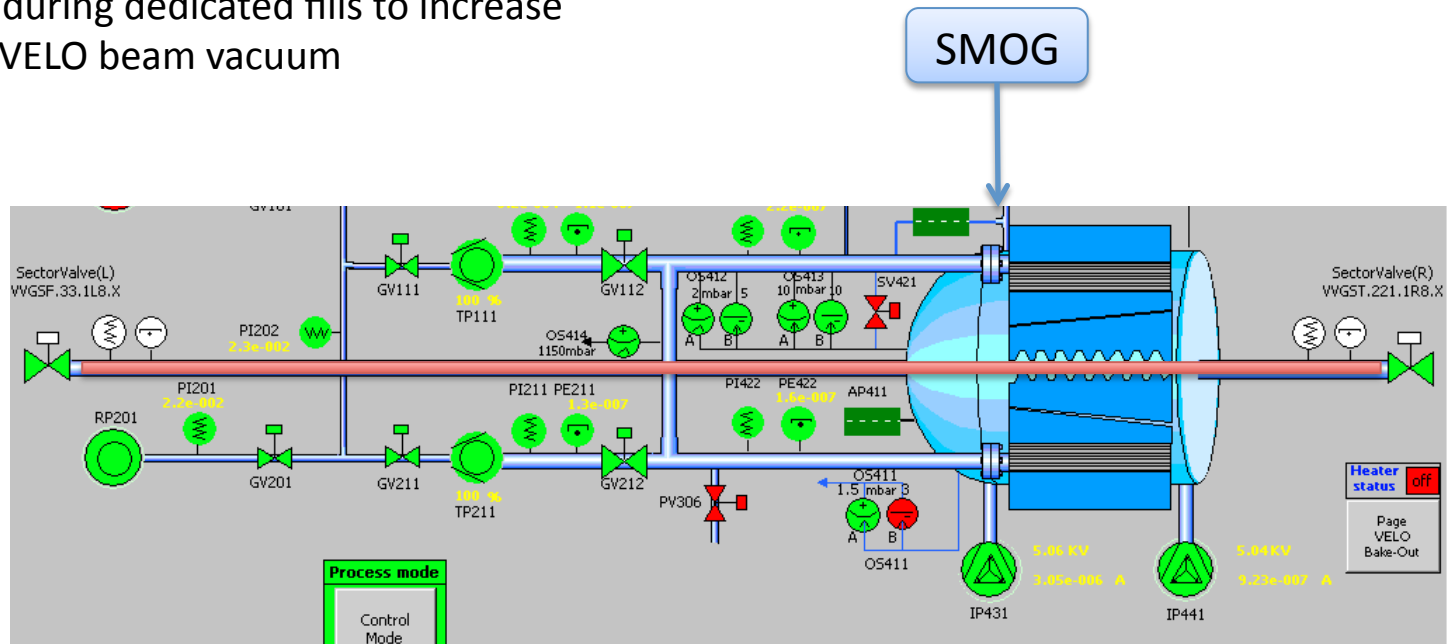 during dedicated fills to increase
VELO beam vacuum
SMOG
SectorValve(L)
VVGSF.33.1L8.X
GV111
100 %
TP111
GV112
OS412
2 mbar 5
A B
OS413
10 mbar 10
A B
SV421
SectorValve(R)
VVGST.221.1R8.X
PI202
2.3e-002
OS414
1150mbar
PI201
2.2e-002
RP201
PI211 PE211
1.3e-007
PI422 PE422
1.6e-007
AP411
GV201
GV211
100 %
TP211
GV212
PV306
OS411
1.5 mbar 3
A B
OS411
5.06 KV
3.05e-006 A
IP431
5.04KV
9.23e-007 A
IP441
Heater
status off
Page
VELO
Bake-Out
Process mode
Control
Mode